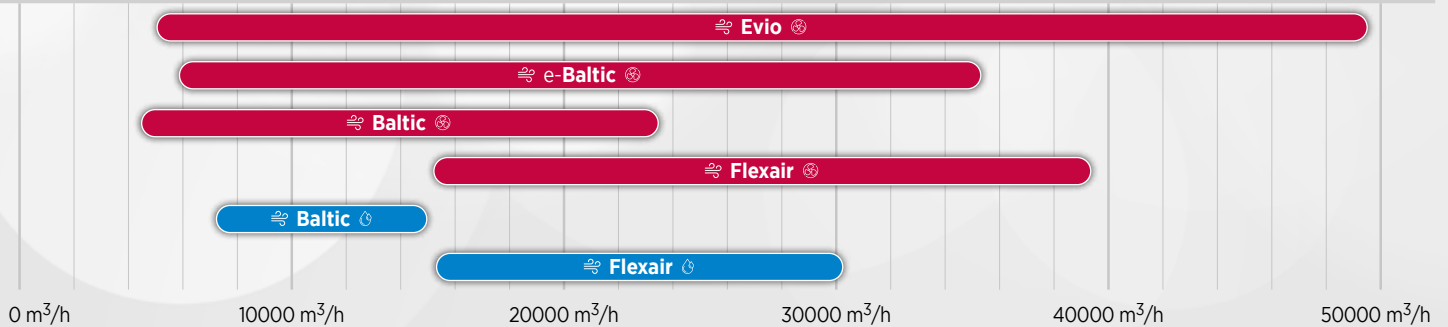 Evio
e-Baltic
Baltic
Flexair
Baltic
Flexair
0 m³/h 10000 m³/h 20000 m³/h 30000 m³/h 40000 m³/h 50000 m³/h